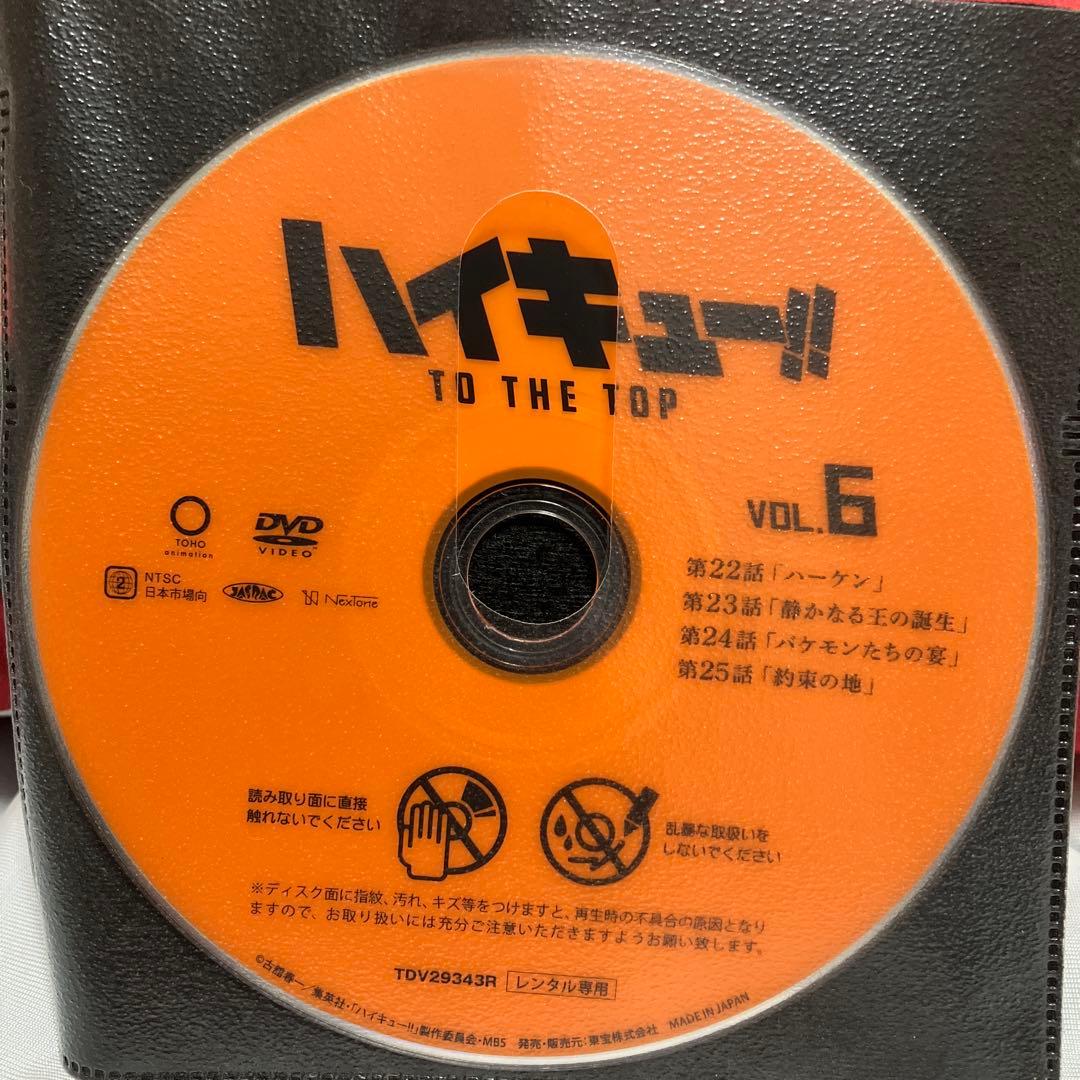 ハイキュー!!
TO THE TOP
VOL.6
第22話「ハーケン」
第23話「静かなる王の誕生」
第24話「バケモンたちの宴」
第25話「約束の地」
TOHO
animation
DVD
VIDEO™
2
NTSC
日本市場向
JASRAC
NexTone
読み取り面に直接
触れないでください
乱暴な取扱いを
しないでください
※ディスク面に指紋、汚れ、キズ等をつけますと、再生時の不具合の原因となり
ますので、お取り扱いには充分ご注意いただきますようお願い致します。
TDV29343R レンタル専用
©古舘春一/集英社・「ハイキュー!!」製作委員会・MBS 発売・販売元:東宝株式会社 MADE IN JAPAN